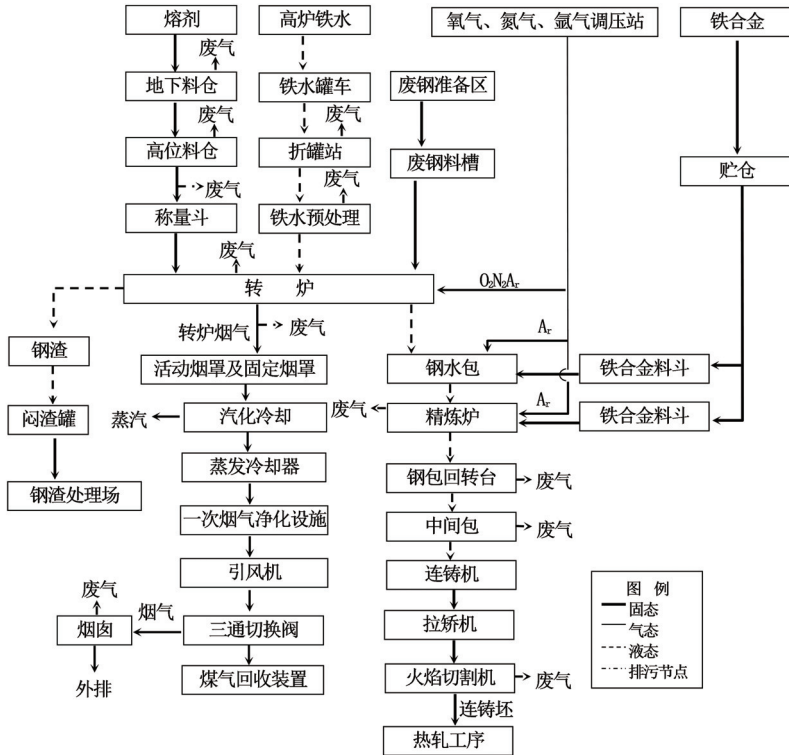 熔剂
高炉铁水
氧气、氮气、氩气调压站
铁合金
废气
地下料仓
铁水罐车
废钢准备区
废气
废气
高位料仓
折罐站
废钢料槽
贮仓
废气
废气
称量斗
铁水预处理
废气
转 炉
O₂N₂Aᵣ
转炉烟气
废气
Aᵣ
钢渣
活动烟罩及固定烟罩
钢水包
铁合金料斗
闷渣罐
蒸汽
汽化冷却
废气
精炼炉
Aᵣ
铁合金料斗
钢渣处理场
蒸发冷却器
钢包回转台
废气
一次烟气净化设施
中间包
废气
引风机
连铸机
图 例
固态
气态
液态
排污节点
废气
烟气
烟囱
三通切换阀
拉矫机
外排
煤气回收装置
火焰切割机
废气
连铸坯
热轧工序